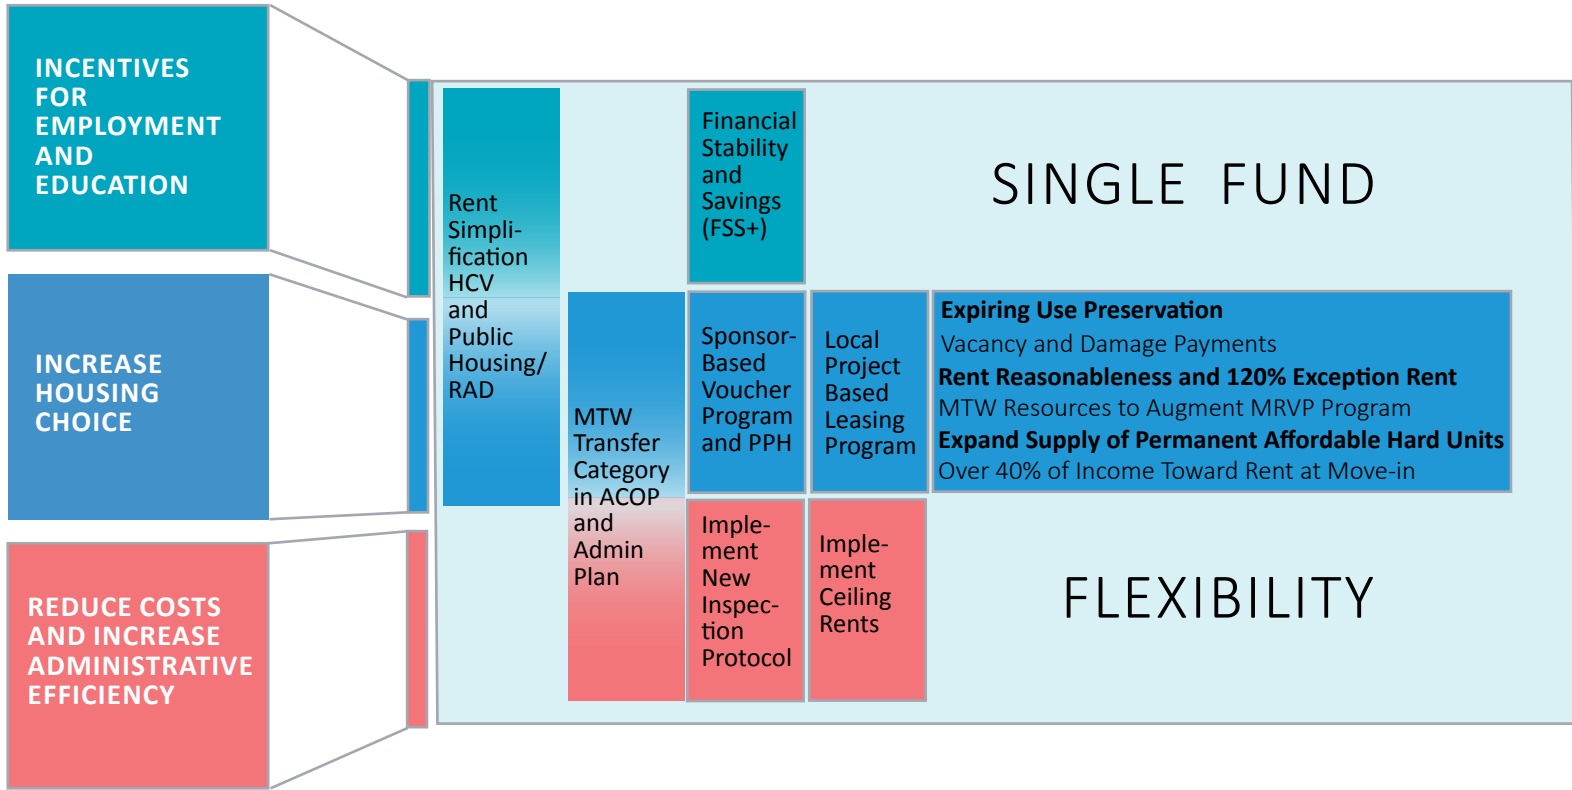 INCENTIVES
FOR
EMPLOYMENT
AND
EDUCATION
INCREASE
HOUSING
CHOICE
REDUCE COSTS
AND INCREASE
ADMINISTRATIVE
EFFICIENCY
Rent
Simpli-
fication
HCV
and
Public
Housing/
RAD
MTW
Transfer
Category
in ACOP
and
Admin
Plan
Financial
Stability
and
Savings
(FSS+)
Sponsor-
Based
Voucher
Program
and PPH
Imple-
ment
New
Inspec-
tion
Protocol
Local
Project
Based
Leasing
Program
Imple-
ment
Ceiling
Rents
SINGLE FUND
Expiring Use Preservation
Vacancy and Damage Payments
Rent Reasonableness and 120% Exception Rent
MTW Resources to Augment MRVP Program
Expand Supply of Permanent Affordable Hard Units
Over 40% of Income Toward Rent at Move-in
FLEXIBILITY